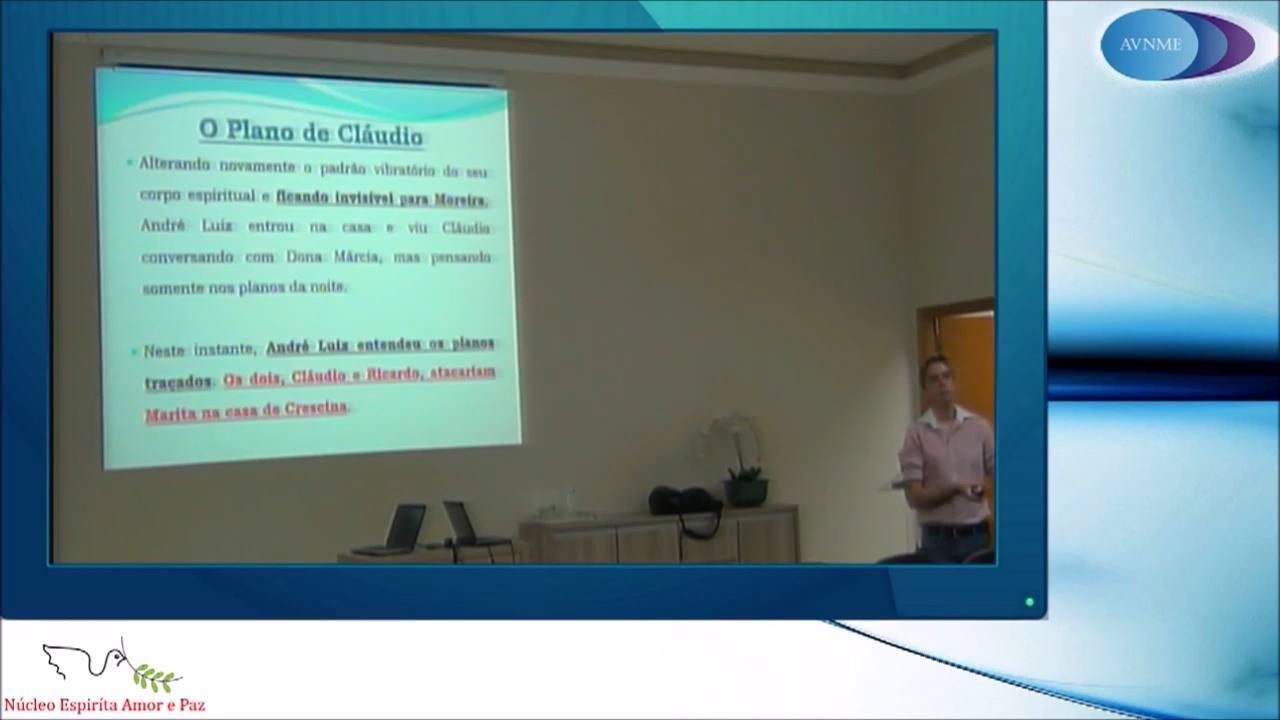 AVNME
O Plano de Cláudio
Alterando novamente o padrão vibratório do seu
corpo espiritual e ficando invisível para Moreira,
André Luiz entrou na casa e viu Cláudio
conversando com Dona Márcia, mas pensando
somente nos planos da noite.
Neste instante, André Luiz entendeu os planos
traçados. Os dois, Cláudio e Ricardo, atacariam
Marita na casa de Crescina.
Núcleo Espiríta Amor e Paz